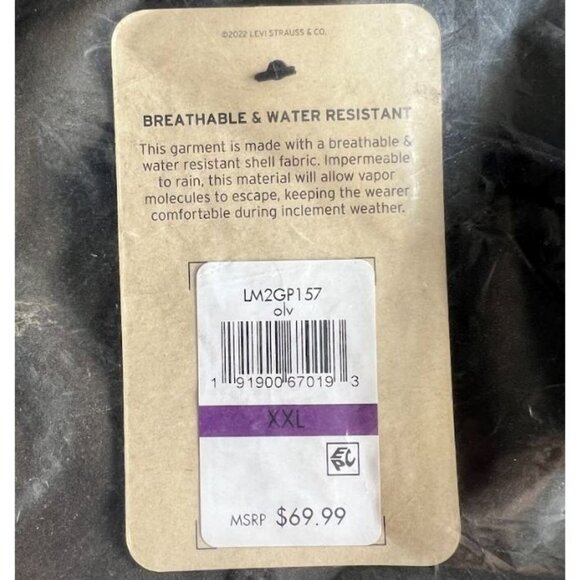 ©2022 LEVI STRAUSS & CO.
BREATHABLE & WATER RESISTANT
This garment is made with a breathable &
water resistant shell fabric. Impermeable
to rain, this material will allow vapor
molecules to escape, keeping the wearer
comfortable during inclement weather.
LM2GP157
olv
1 91900 67019 3
XXL
EPC
MSRP $69.99